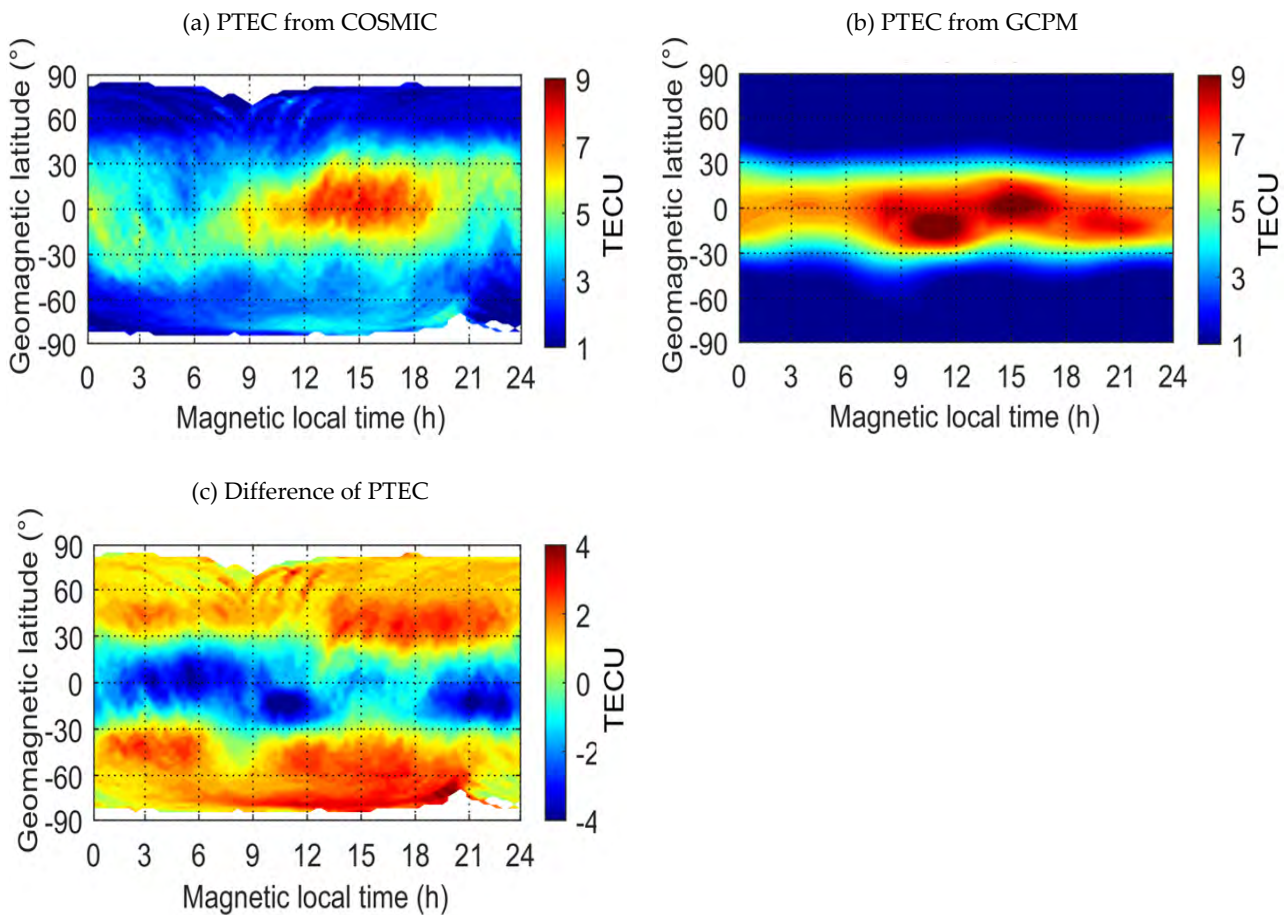 (a) PTEC from COSMIC
90
60
30
0
-30
-60
-90
Geomagnetic latitude (°)
0 3 6 9 12 15 18 21 24
Magnetic local time (h)
9
7
5
3
1
TECU
(b) PTEC from GCPM
90
60
30
0
-30
-60
-90
Geomagnetic latitude (°)
0 3 6 9 12 15 18 21 24
Magnetic local time (h)
9
7
5
3
1
TECU
(c) Difference of PTEC
90
60
30
0
-30
-60
-90
Geomagnetic latitude (°)
0 3 6 9 12 15 18 21 24
Magnetic local time (h)
4
2
0
-2
-4
TECU